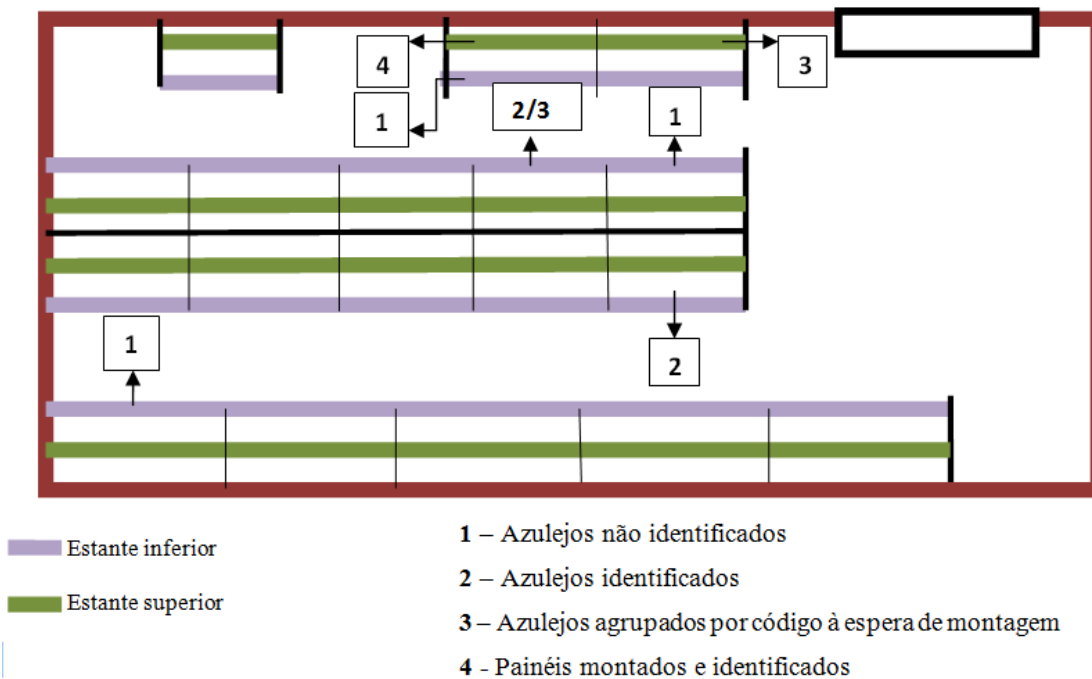 4
3
1
2/3
1
1
2
Estante inferior
Estante superior
1 – Azulejos não identificados
2 – Azulejos identificados
3 – Azulejos agrupados por código à espera de montagem
4 - Painéis montados e identificados